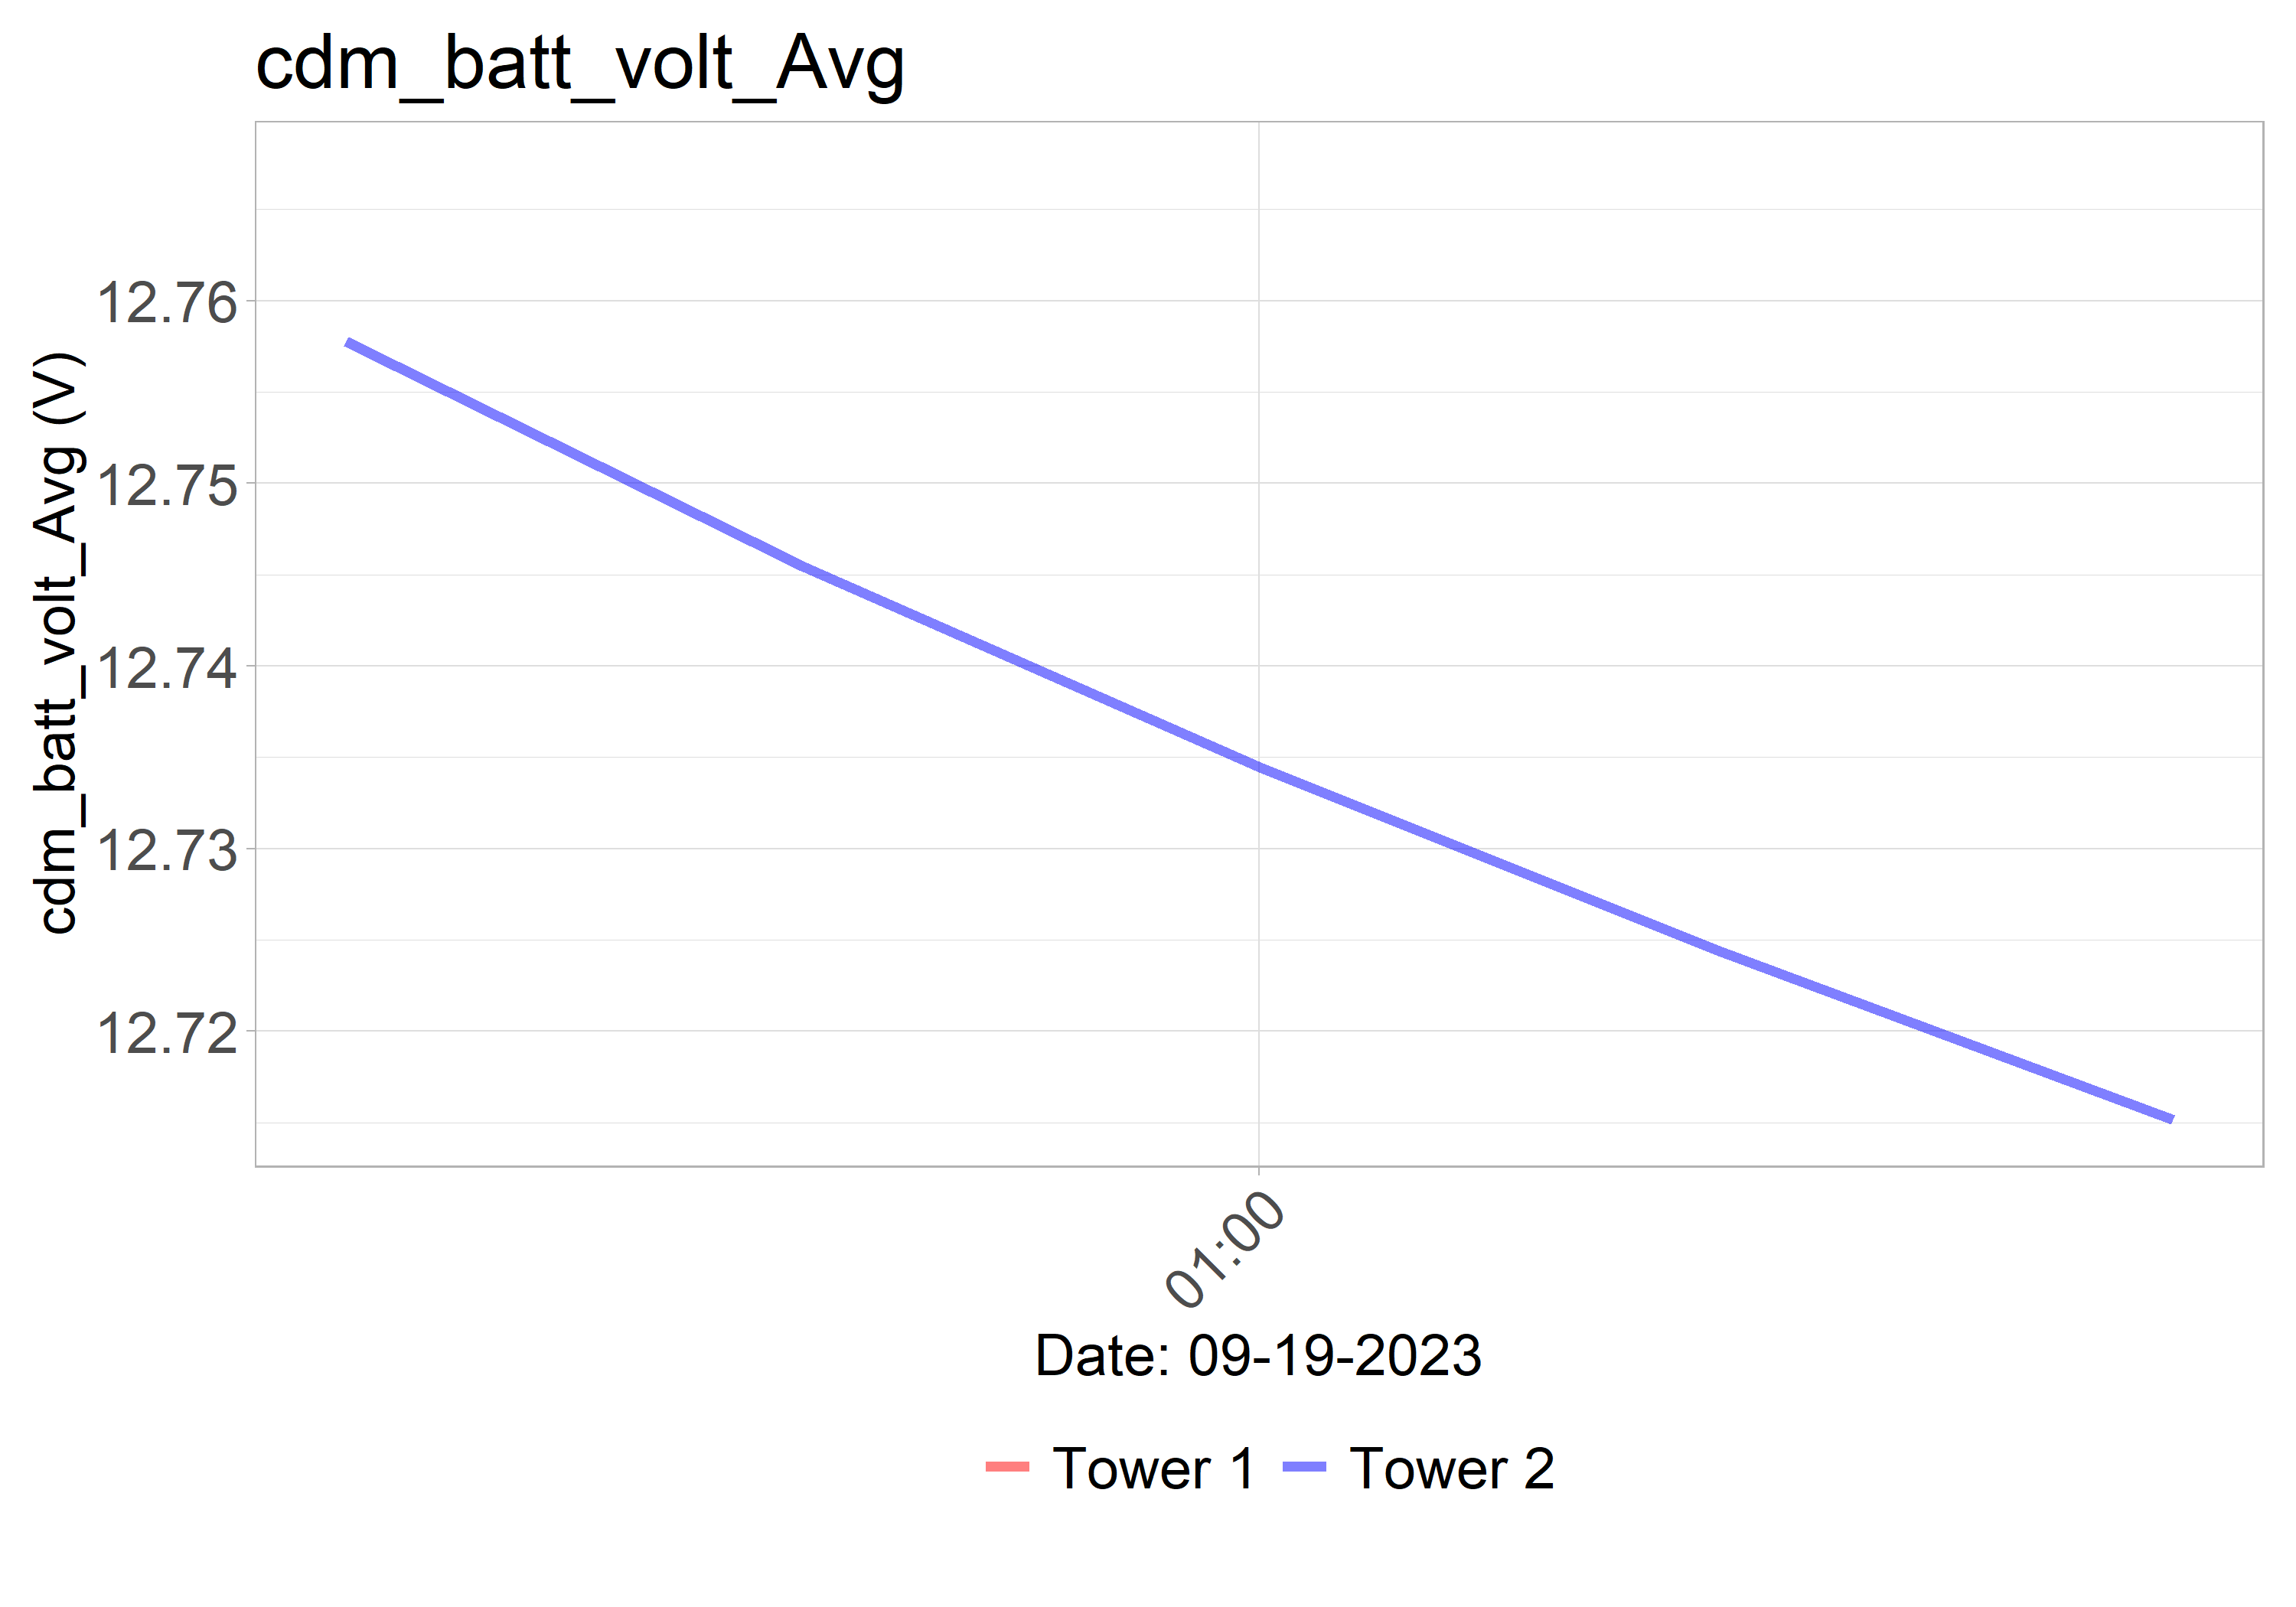 cdm_batt_volt_Avg
cdm_batt_volt_Avg (V)
12.76
12.75
12.74
12.73
12.72
01:00
Date: 09-19-2023
Tower 1 Tower 2